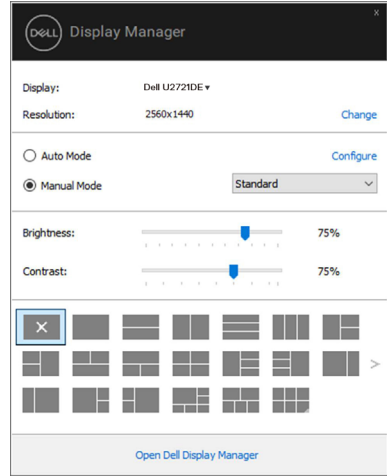 x
DELL Display Manager
Display: Dell U2721DE
Resolution: 2560x1440 Change
Auto Mode Configure
Manual Mode Standard
Brightness: 75%
Contrast: 75%
Open Dell Display Manager